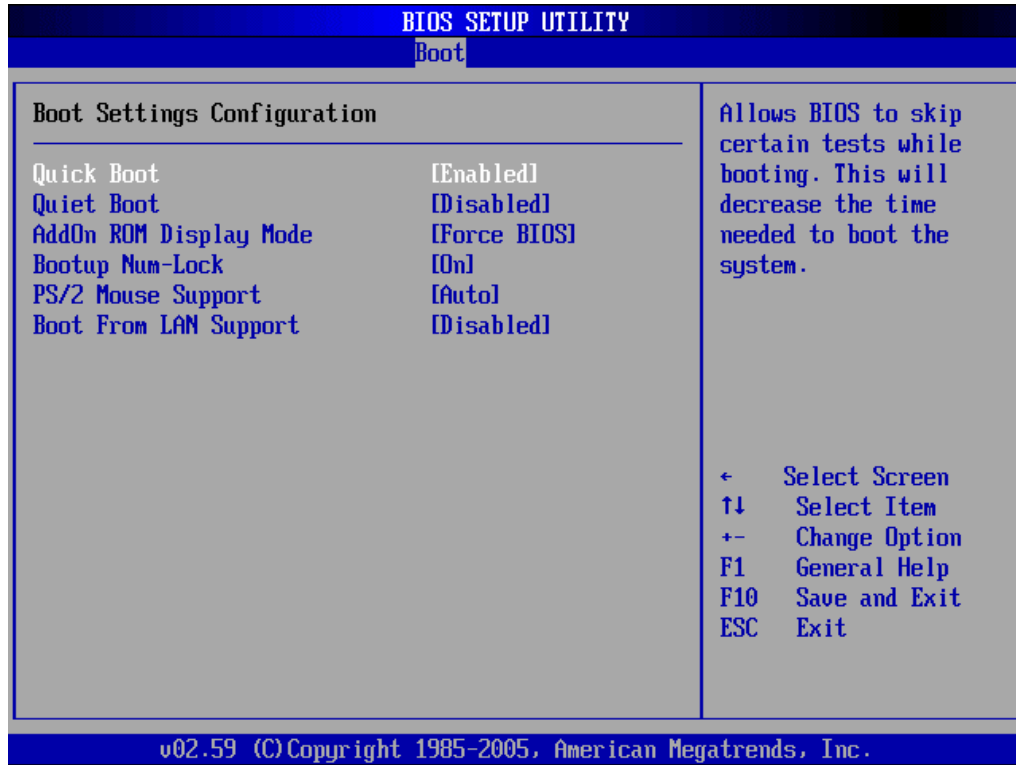 BIOS SETUP UTILITY
Boot
Boot Settings Configuration
Quick Boot [Enabled]
Quiet Boot [Disabled]
AddOn ROM Display Mode [Force BIOS]
Bootup Num-Lock [On]
PS/2 Mouse Support [Auto]
Boot From LAN Support [Disabled]
Allows BIOS to skip
certain tests while
booting. This will
decrease the time
needed to boot the
system.
← Select Screen
↑↓ Select Item
+- Change Option
F1 General Help
F10 Save and Exit
ESC Exit
v02.59 (C)Copyright 1985-2005, American Megatrends, Inc.